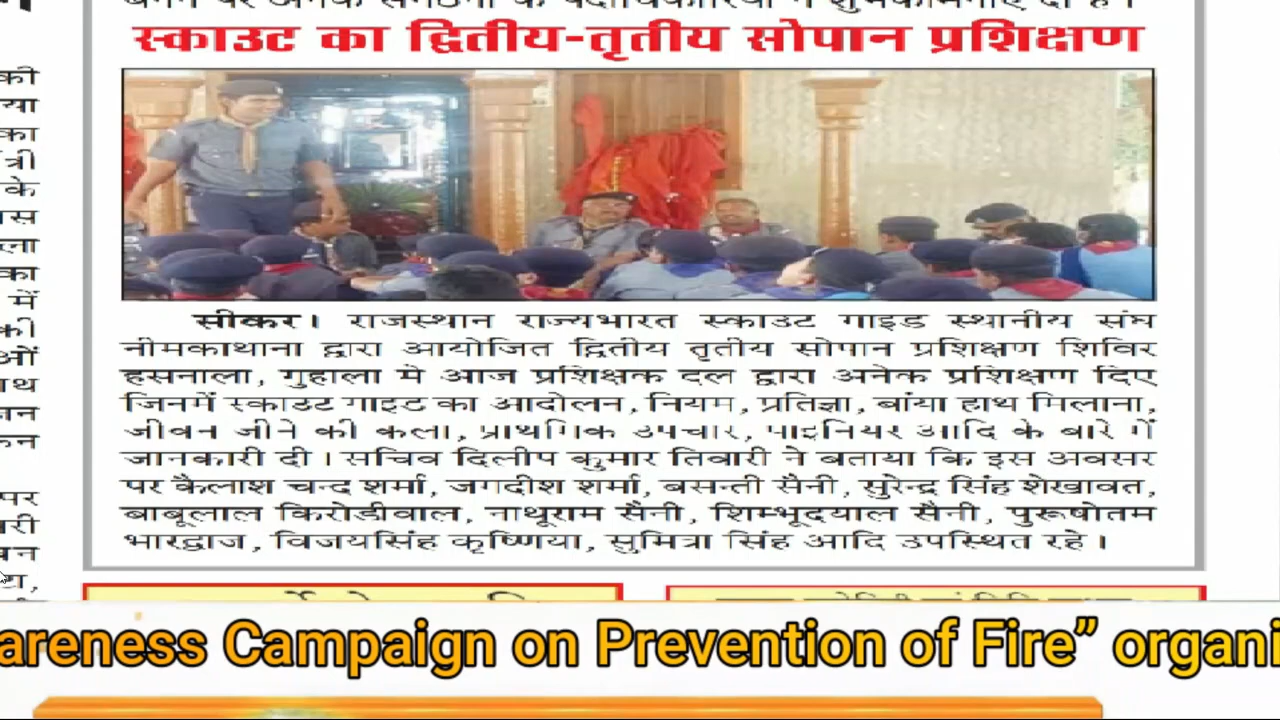 स्काउट का द्वितीय-तृतीय सोपान प्रशिक्षण
की
या
का
त्री
के
ला
का
में
को
ओं
पर
सीकर। राजस्थान राज्यभारत स्काउट गाइड स्थानीय संघ
नीमकाथाना द्वारा आयोजित द्वितीय तृतीय सोपान प्रशिक्षण शिविर
हसनाला, गुहाला मे आज प्रशिक्षक दल द्वारा अनेक प्रशिक्षण दिए
जिनमें स्काउट गाइट का आदोलन, नियम, प्रतिज्ञा, बांया हाथ मिलाना,
जीवन जीने की कला, प्राथमिक उपचार, पाइनियर आदि के बारे में
जानकारी दी। सचिव दिलीप कुमार तिवारी ने बताया कि इस अवसर
पर कैलाश चन्द शर्मा, जगदीश शर्मा, बसन्ती सैनी, सुरेन्द्र सिंह शेखावत,
बाबूलाल किरोडीवाल, नाथूराम सैनी, शिम्भूदयाल सैनी, पुरूषोतम
भारद्वाज, विजयसिंह कृष्णिया, सुमित्रा सिंह आदि उपस्थित रहे।
areness Campaign on Prevention of Fire” organi